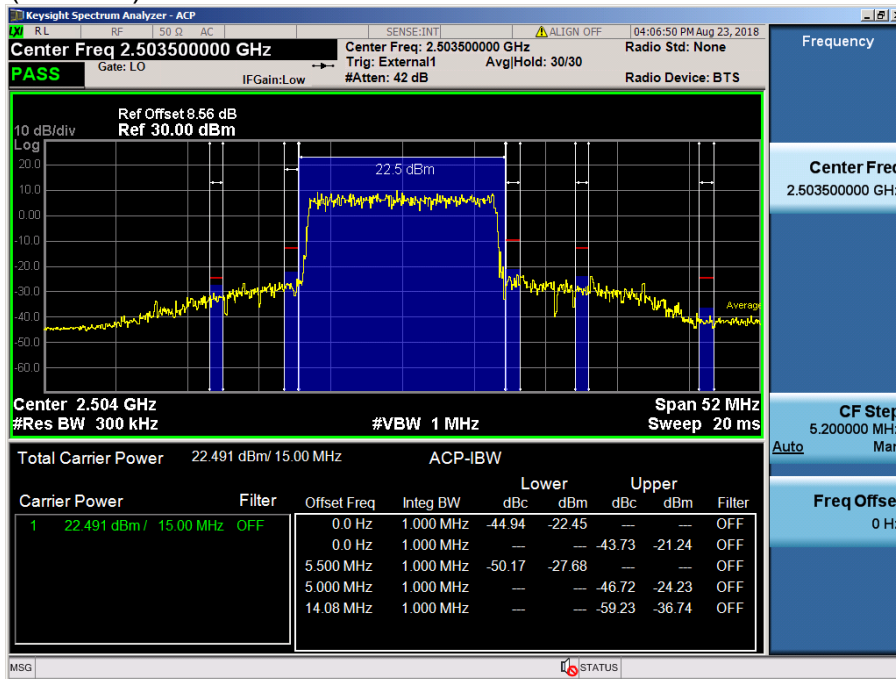 Keysight Spectrum Analyzer - ACP
LXI RL RF 50 Ω AC SENSE:INT ALIGN OFF 04:06:50 PM Aug 23, 2018
Center Freq 2.503500000 GHz
Center Freq: 2.503500000 GHz
Radio Std: None
PASS
Gate: LO
IFGain:Low
Trig: External1 Avg|Hold: 30/30
#Atten: 42 dB
Radio Device: BTS
Ref Offset 8.56 dB
10 dB/div Ref 30.00 dBm
Log
20.0
10.0
0.00
-10.0
-20.0
-30.0
-40.0
-50.0
-60.0
22.5 dBm
Average
Center 2.504 GHz Span 52 MHz
#Res BW 300 kHz #VBW 1 MHz Sweep 20 ms
Total Carrier Power 22.491 dBm/ 15.00 MHz ACP-IBW
Lower Upper
Carrier Power Filter Offset Freq Integ BW dBc dBm dBc dBm Filter
1 22.491 dBm / 15.00 MHz OFF
0.0 Hz 1.000 MHz -44.94 -22.45 --- --- OFF
0.0 Hz 1.000 MHz --- --- -43.73 -21.24 OFF
5.500 MHz 1.000 MHz -50.17 -27.68 --- --- OFF
5.000 MHz 1.000 MHz --- --- -46.72 -24.23 OFF
14.08 MHz 1.000 MHz --- --- -59.23 -36.74 OFF
MSG STATUS
Frequency
Center Fre
2.503500000 GH
CF Step
5.200000 MH
Auto Ma
Freq Offse
0 H